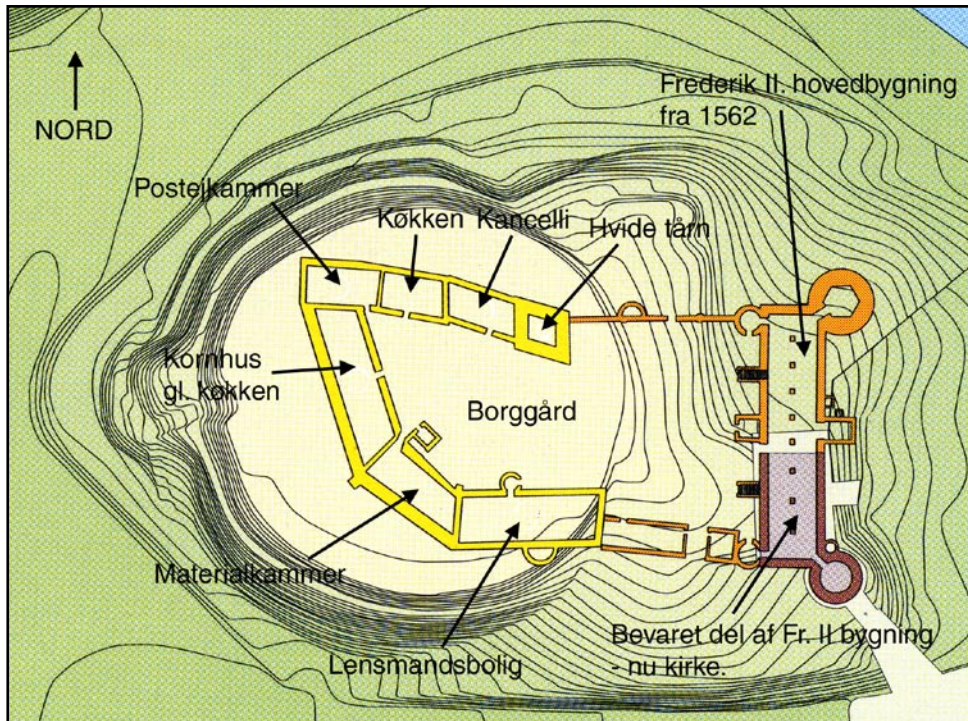 NORD
Frederik II. hovedbygning
fra 1562
Postejkammer
Køkken
Kancelli
Hvide tårn
Kornhus
gl. køkken
Borggård
Materialkammer
Lensmandsbolig
Bevaret del af Fr. II bygning
- nu kirke.